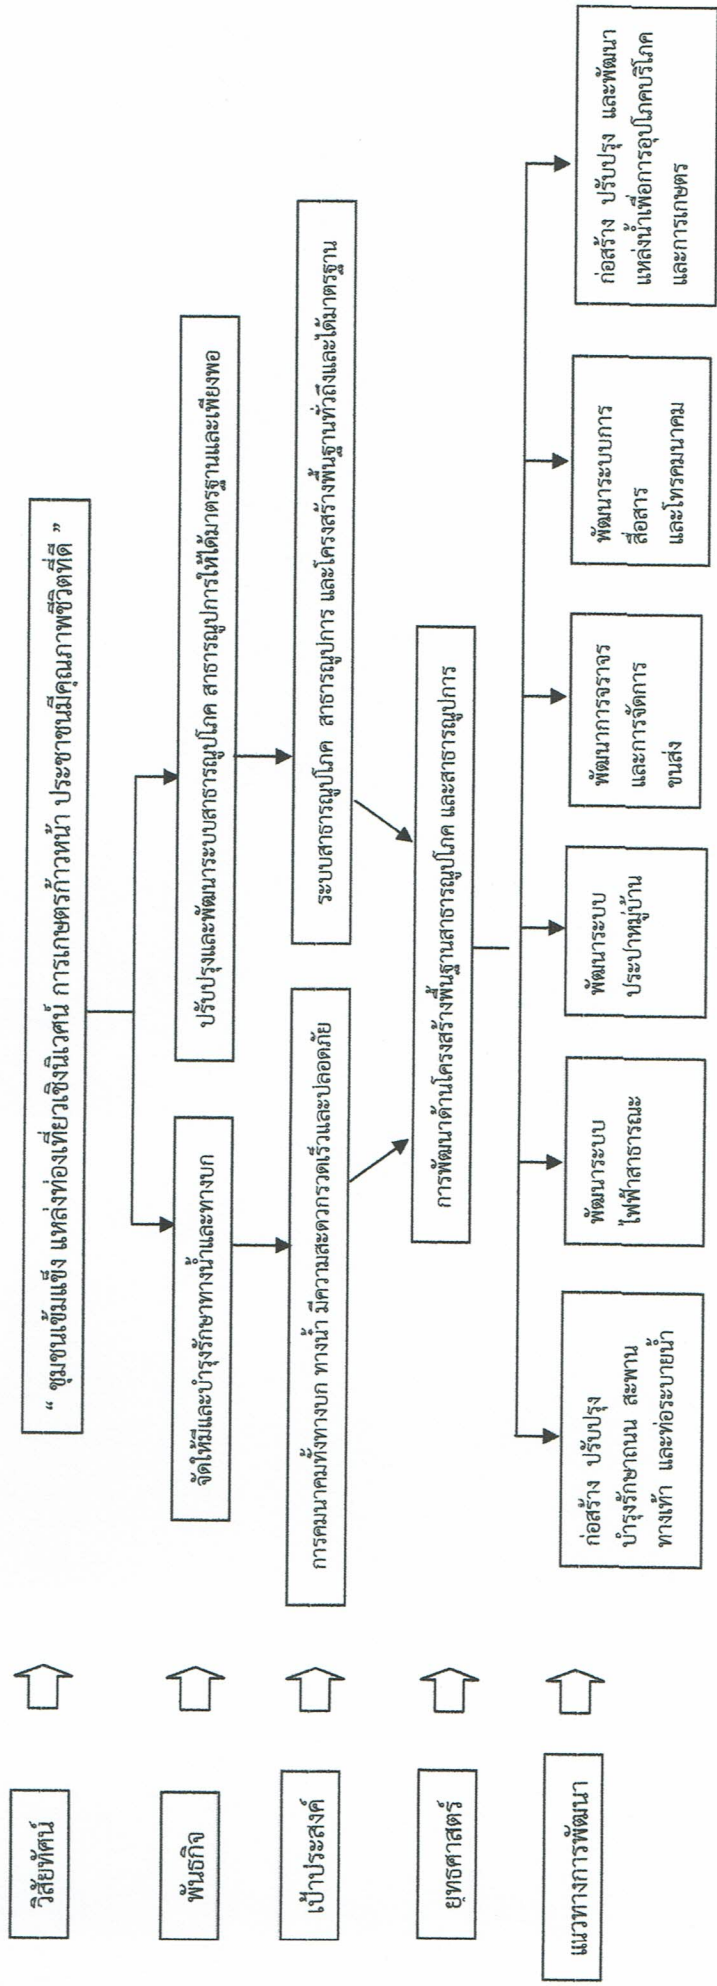 วิสัยทัศน์
“ ชุมชนเข้มแข็ง แหล่งท่องเที่ยวเชิงนิเวศน์ การเกษตรก้าวหน้า ประชาชนมีคุณภาพชีวิตที่ดี ”
พันธกิจ
จัดให้มีและบำรุงรักษาทางน้ำและทางบก
ปรับปรุงและพัฒนาระบบสาธารณูปโภค สาธารณูปการให้ได้มาตรฐานและเพียงพอ
เป้าประสงค์
การคมนาคมทั้งทางบก ทางน้ำ มีความสะดวกรวดเร็วและปลอดภัย
ระบบสาธารณูปโภค สาธารณูปการ และโครงสร้างพื้นฐานทั่วถึงและได้มาตรฐาน
ยุทธศาสตร์
การพัฒนาด้านโครงสร้างพื้นฐานสาธารณูปโภค และสาธารณูปการ
แนวทางการพัฒนา
ก่อสร้าง ปรับปรุง
บำรุงรักษาถนน สะพาน
ทางเท้า และท่อระบายน้ำ
พัฒนาระบบ
ไฟฟ้าสาธารณะ
พัฒนาระบบ
ประปาหมู่บ้าน
พัฒนาการจราจร
และการจัดการ
ขนส่ง
พัฒนาระบบการ
สื่อสาร
และโทรคมนาคม
ก่อสร้าง ปรับปรุง และพัฒนา
แหล่งน้ำเพื่อการอุปโภคบริโภค
และการเกษตร